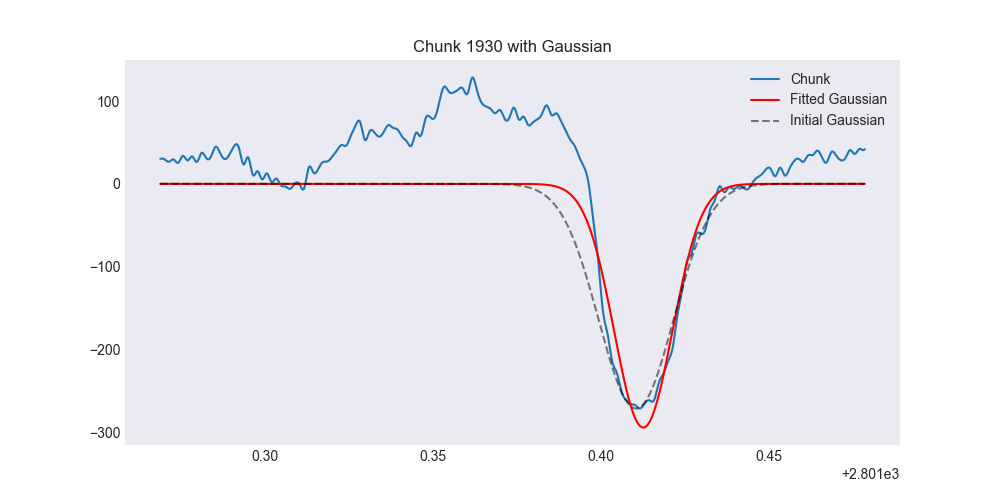 Chunk 1930 with Gaussian
Chunk
Fitted Gaussian
Initial Gaussian
100
0
−100
−200
−300
0.30 0.35 0.40 0.45
+2.801e3